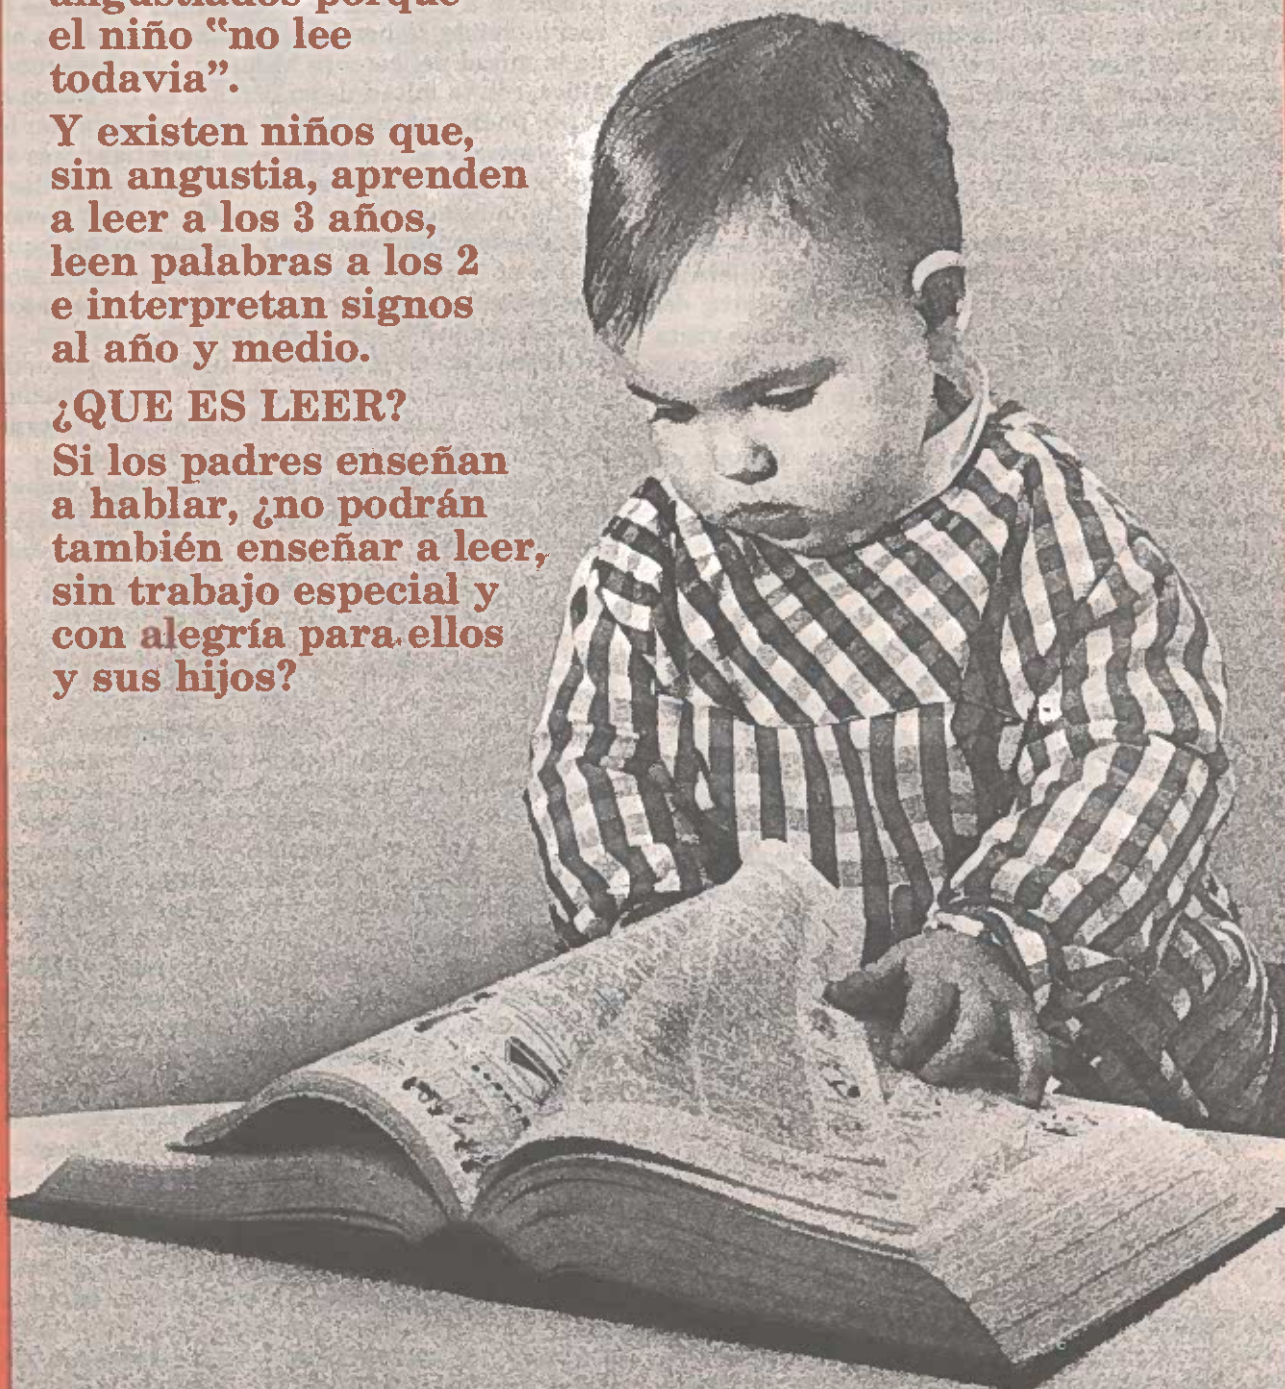 angustiados porque
el niño "no lee
todavia".
Y existen niños que,
sin angustia, aprenden
a leer a los 3 años,
leen palabras a los 2
e interpretan signos
al año y medio.
¿QUE ES LEER?
Si los padres enseñan
a hablar, ¿no podrán
también enseñar a leer,
sin trabajo especial y
con alegría para ellos
y sus hijos?